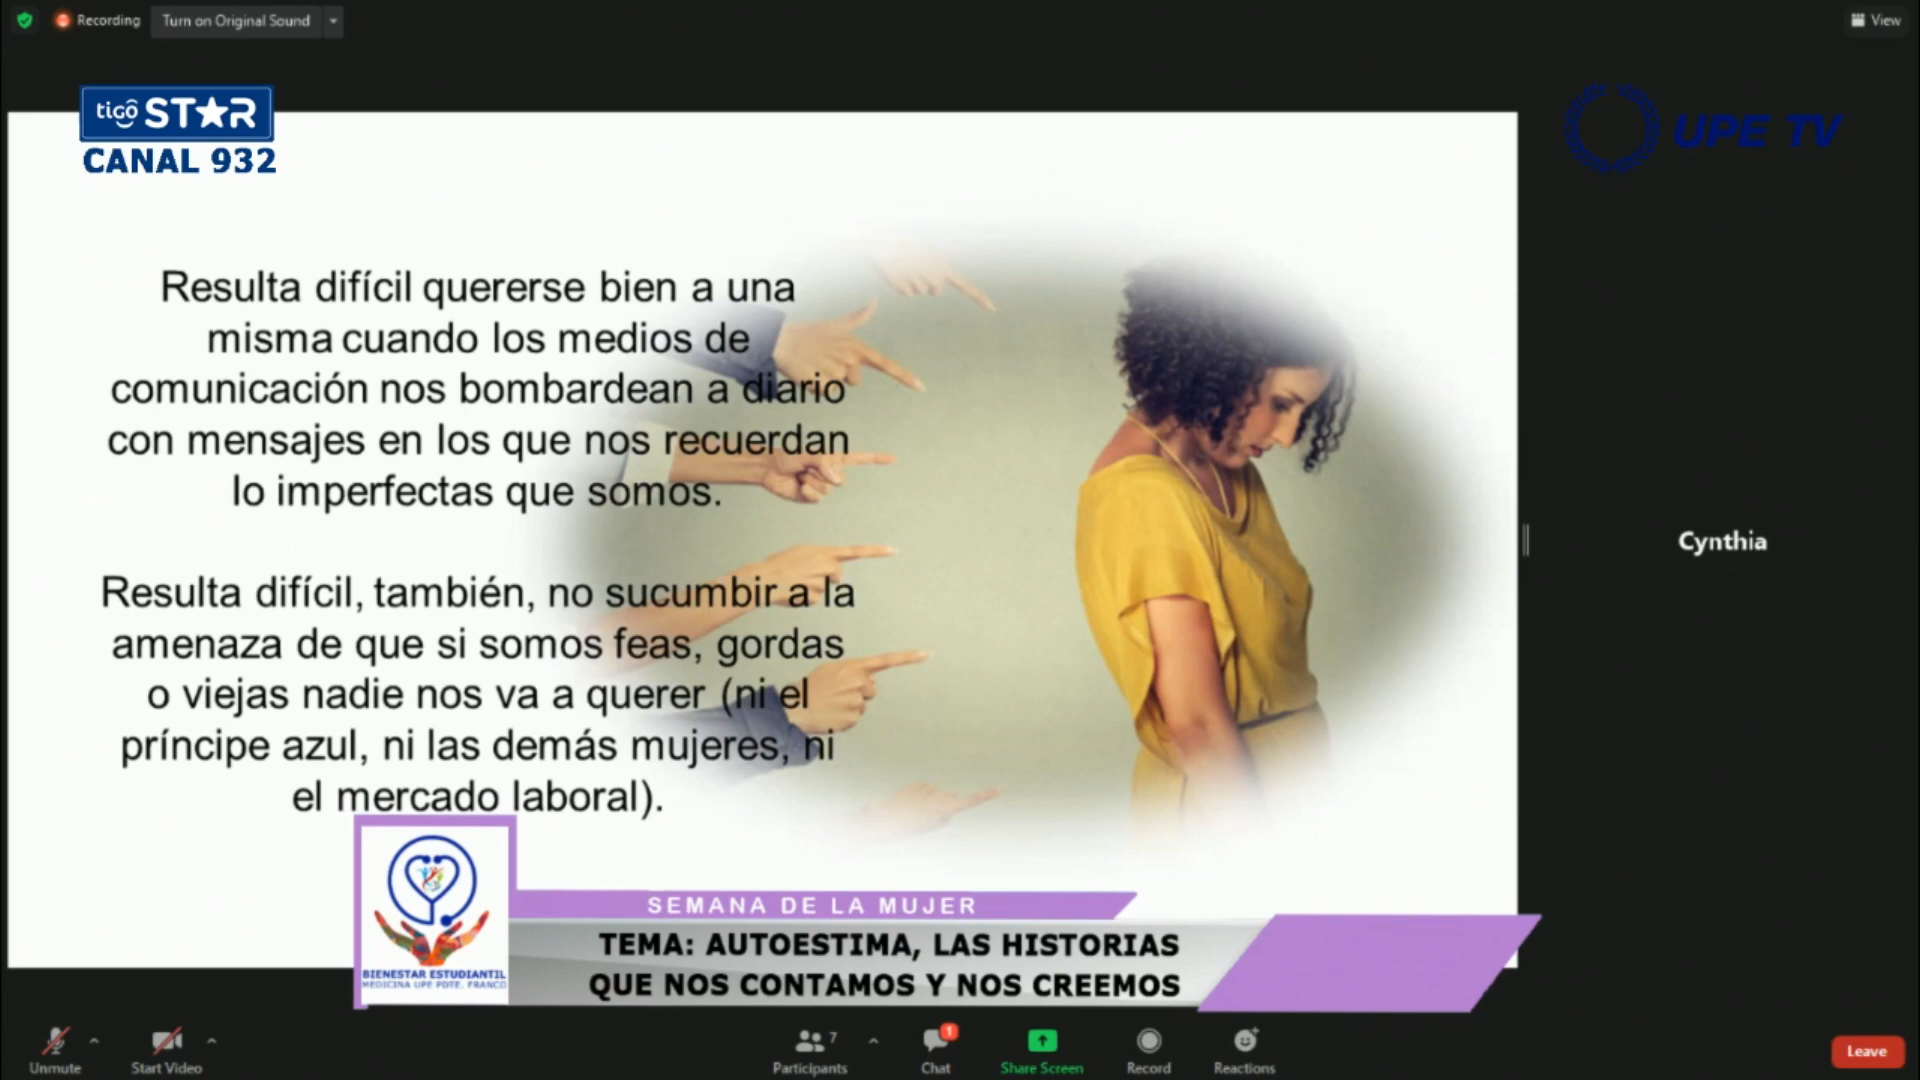 Recording
Turn on Original Sound
View
tigo STAR
CANAL 932
UPE TV
Resulta difícil quererse bien a una
misma cuando los medios de
comunicación nos bombardean a diario
con mensajes en los que nos recuerdan
lo imperfectas que somos.
Resulta difícil, también, no sucumbir a la
amenaza de que si somos feas, gordas
o viejas nadie nos va a querer (ni el
príncipe azul, ni las demás mujeres, ni
el mercado laboral).
Cynthia
BIENESTAR ESTUDIANTIL
MEDICINA UPE PDTE. FRANCO
SEMANA DE LA MUJER
TEMA: AUTOESTIMA, LAS HISTORIAS
QUE NOS CONTAMOS Y NOS CREEMOS
Unmute
Start Video
7
Participants
1
Chat
Share Screen
Record
Reactions
Leave